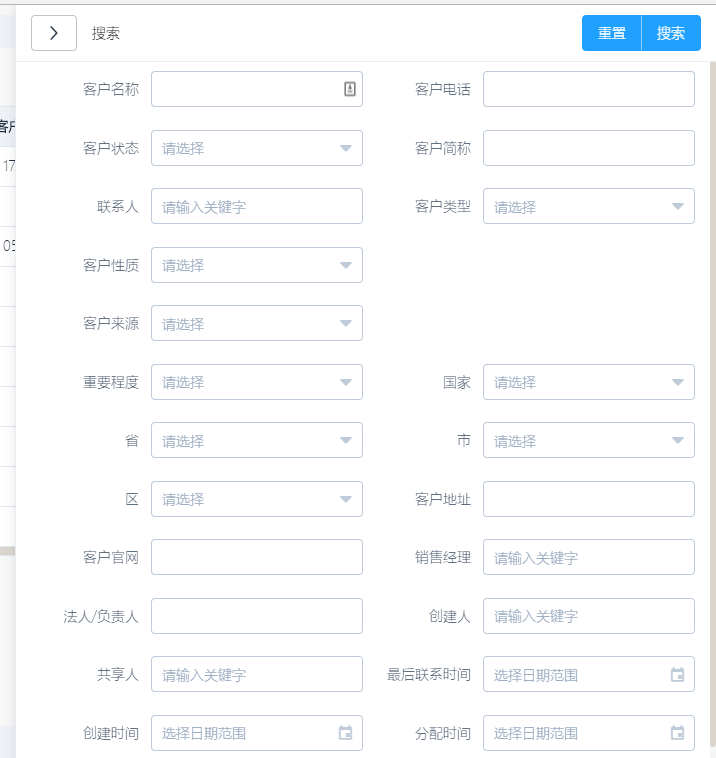 搜索 重置 搜索
客户名称 客户电话
客户状态 请选择 客户简称
联系人 请输入关键字 客户类型 请选择
客户性质 请选择
客户来源 请选择
重要程度 请选择 国家 请选择
省 请选择 市 请选择
区 请选择 客户地址
客户官网 销售经理 请输入关键字
法人/负责人 创建人 请输入关键字
共享人 请输入关键字 最后联系时间 选择日期范围
创建时间 选择日期范围 分配时间 选择日期范围
客
17
05